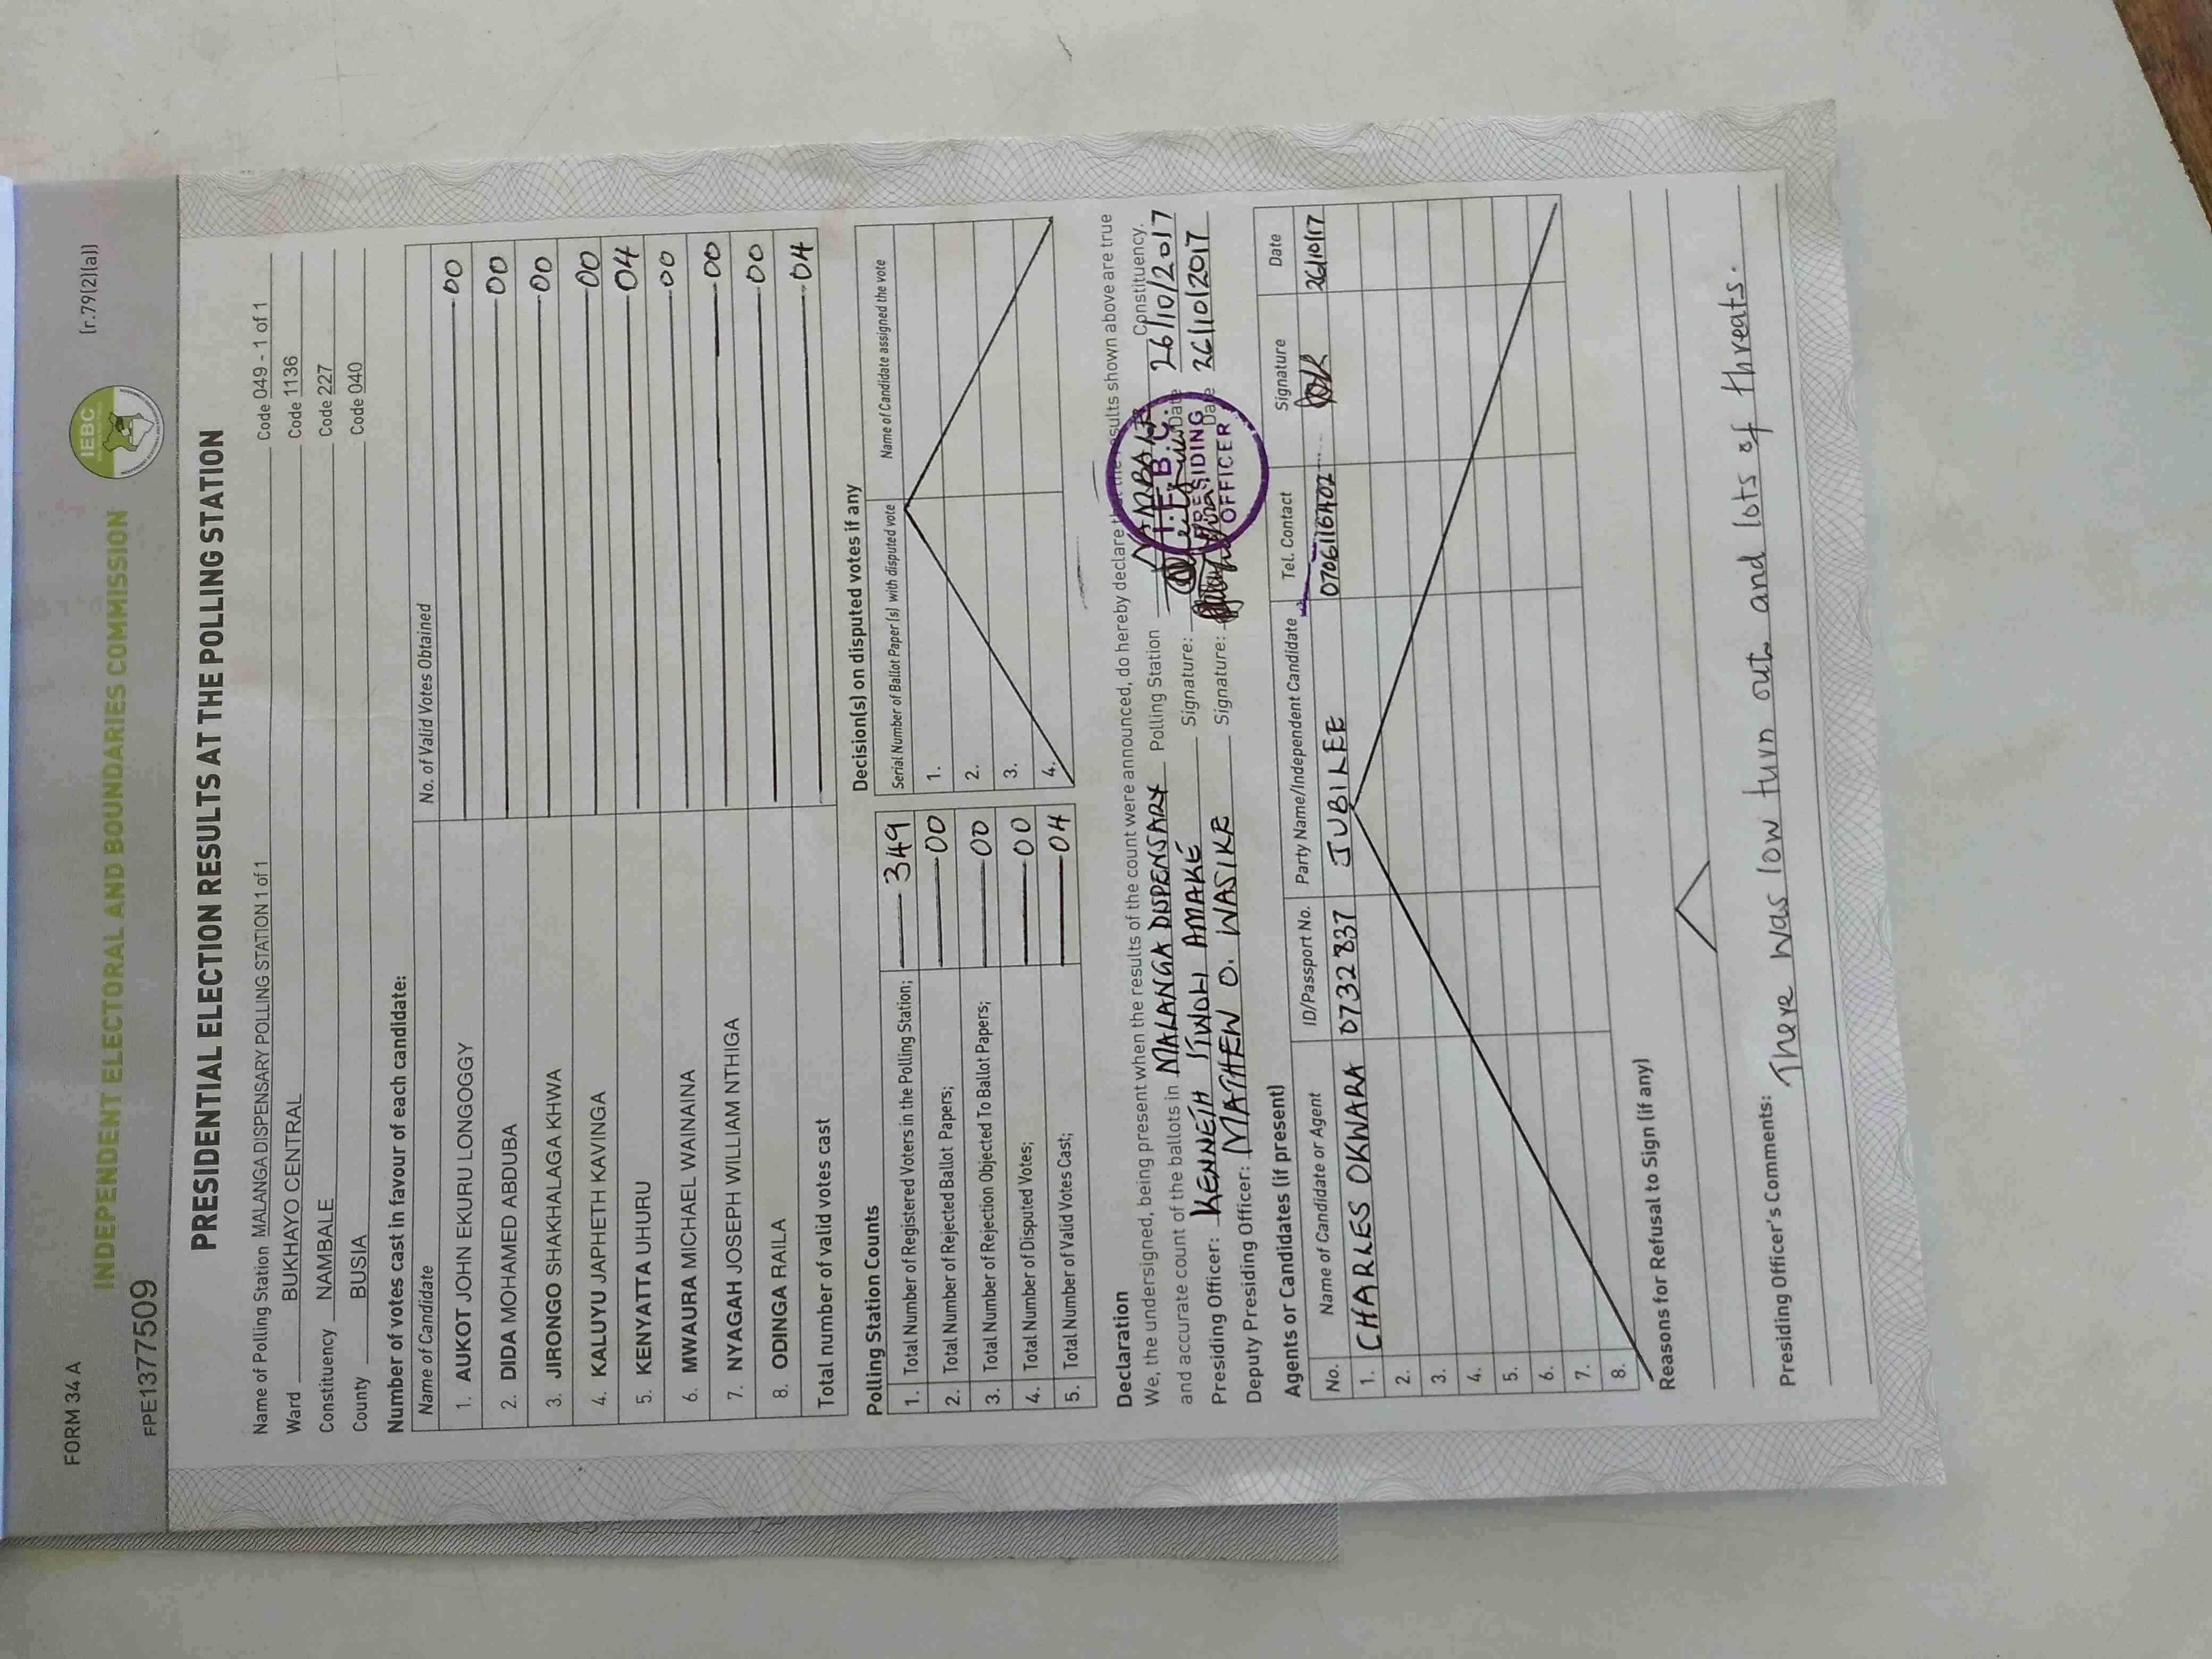 FORM 34 A
[r.79(2)(a)]
IEBC
INDEPENDENT ELECTORAL AND BOUNDARIES COMMISSION
FPE1377509
PRESIDENTIAL ELECTION RESULTS AT THE POLLING STATION
Name of Polling Station MALANGA DISPENSARY POLLING STATION 1 of 1 Code 049 - 1 of 1
Ward BUKHAYO CENTRAL Code 1136
Constituency NAMBALE Code 227
County BUSIA Code 040
Number of votes cast in favour of each candidate:
Name of Candidate No. of Valid Votes Obtained
1. AUKOT JOHN EKURU LONGOGGY 00
2. DIDA MOHAMED ABDUBA 00
3. JIRONGO SHAKHALAGA KHWA 00
4. KALUYU JAPHETH KAVINGA 00
5. KENYATTA UHURU 04
6. MWAURA MICHAEL WAINAINA 00
7. NYAGAH JOSEPH WILLIAM NTHIGA 00
8. ODINGA RAILA 00
Total number of valid votes cast 04
Polling Station Counts
1. Total Number of Registered Voters in the Polling Station; 349
2. Total Number of Rejected Ballot Papers; 00
3. Total Number of Rejection Objected To Ballot Papers; 00
4. Total Number of Disputed Votes; 00
5. Total Number of Valid Votes Cast; 04
Decision(s) on disputed votes if any
Serial Number of Ballot Paper (s) with disputed vote Name of Candidate assigned the vote
1.
2.
3.
4.
Declaration
We, the undersigned, being present when the results of the count were announced, do hereby declare that the results shown above are true
and accurate count of the ballots in MALANGA DISPENSARY Polling Station NAMBALE Constituency.
Presiding Officer: KENNETH AMAKE Signature: Date 26/10/2017
Deputy Presiding Officer: MATHEW O. WASIKE Signature: Date 26/10/2017
I.E.B.C.
PRESIDING
OFFICER
Agents or Candidates (if present)
No. Name of Candidate or Agent ID/Passport No. Party Name/Independent Candidate Tel. Contact Signature Date
1. CHARLES OKWARA 07328837 JUBILEE 0706116402 26/10/17
2.
3.
4.
5.
6.
7.
8.
Reasons for Refusal to Sign (if any)
Presiding Officer's Comments: There was low turn out and lots of threats.